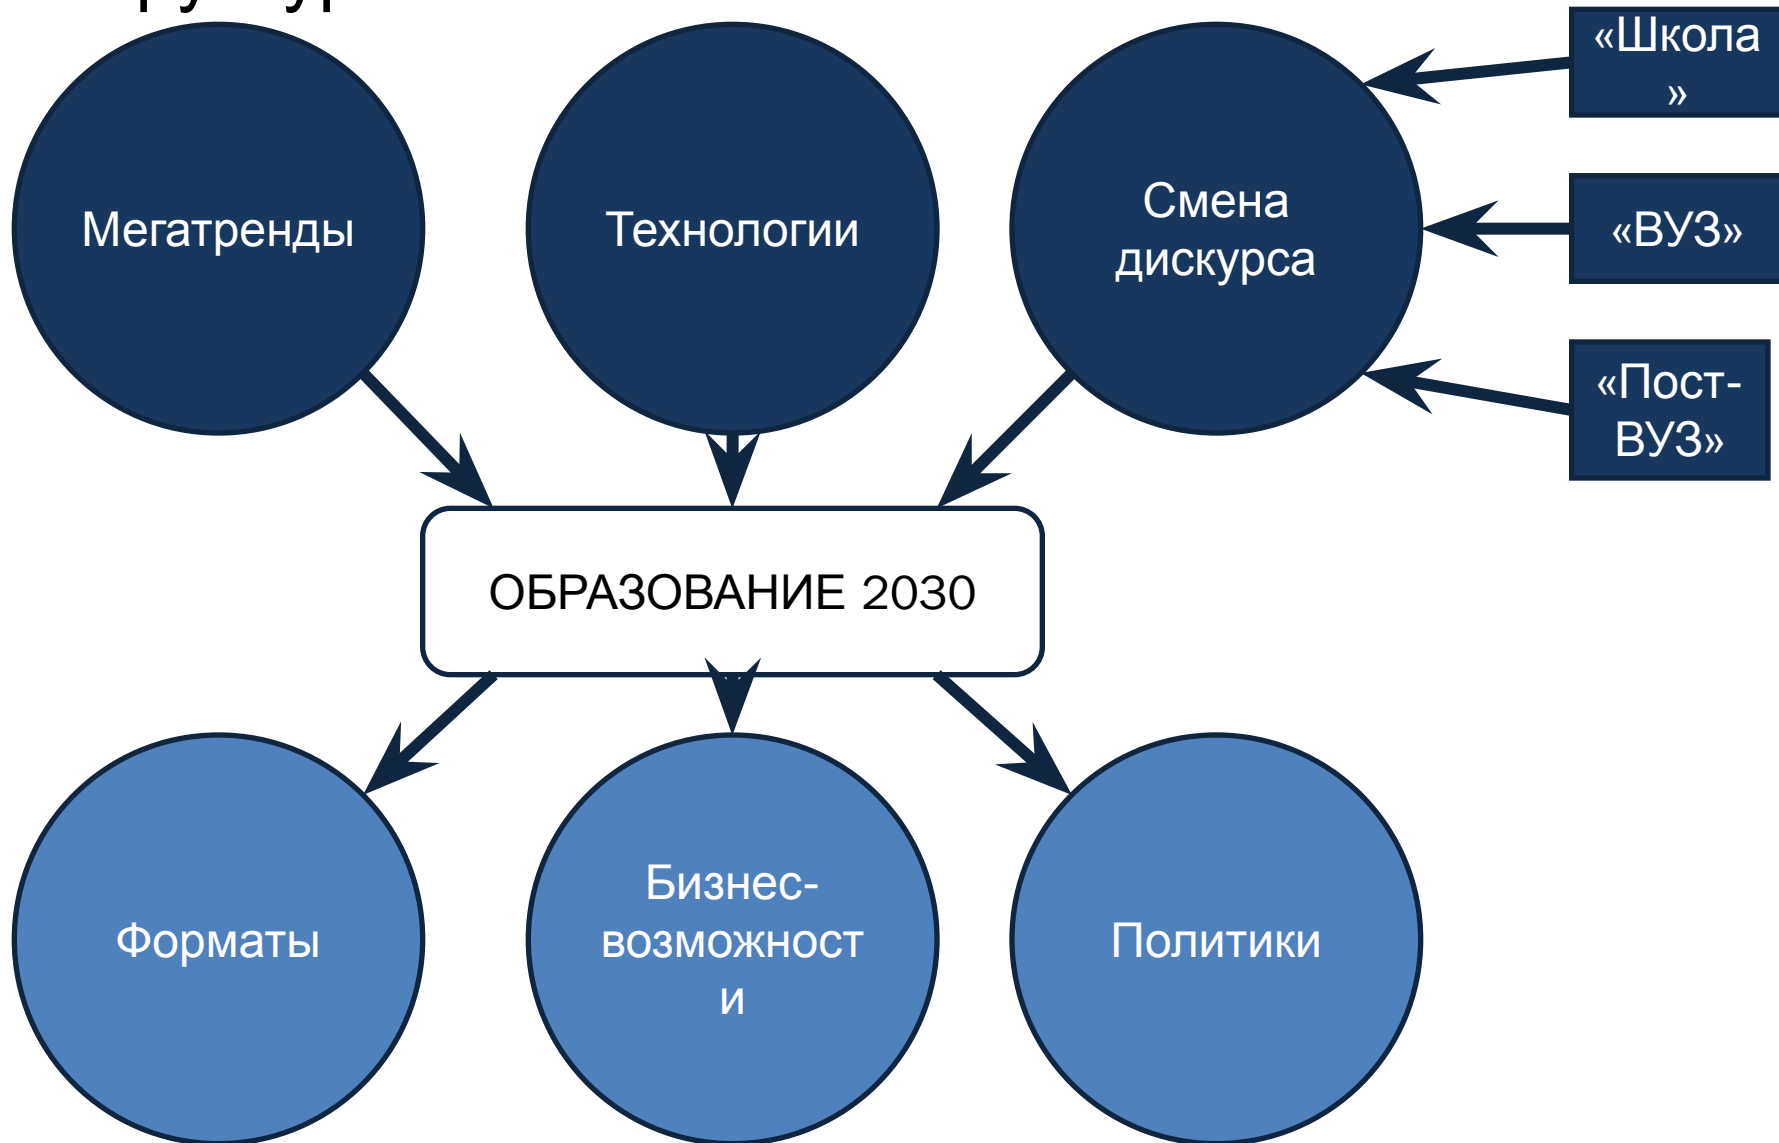 «Школа
»
Мегатренды
Технологии
Смена
дискурса
«ВУЗ»
«Пост-
ВУЗ»
ОБРАЗОВАНИЕ 2030
Форматы
Бизнес-
возможност
и
Политики